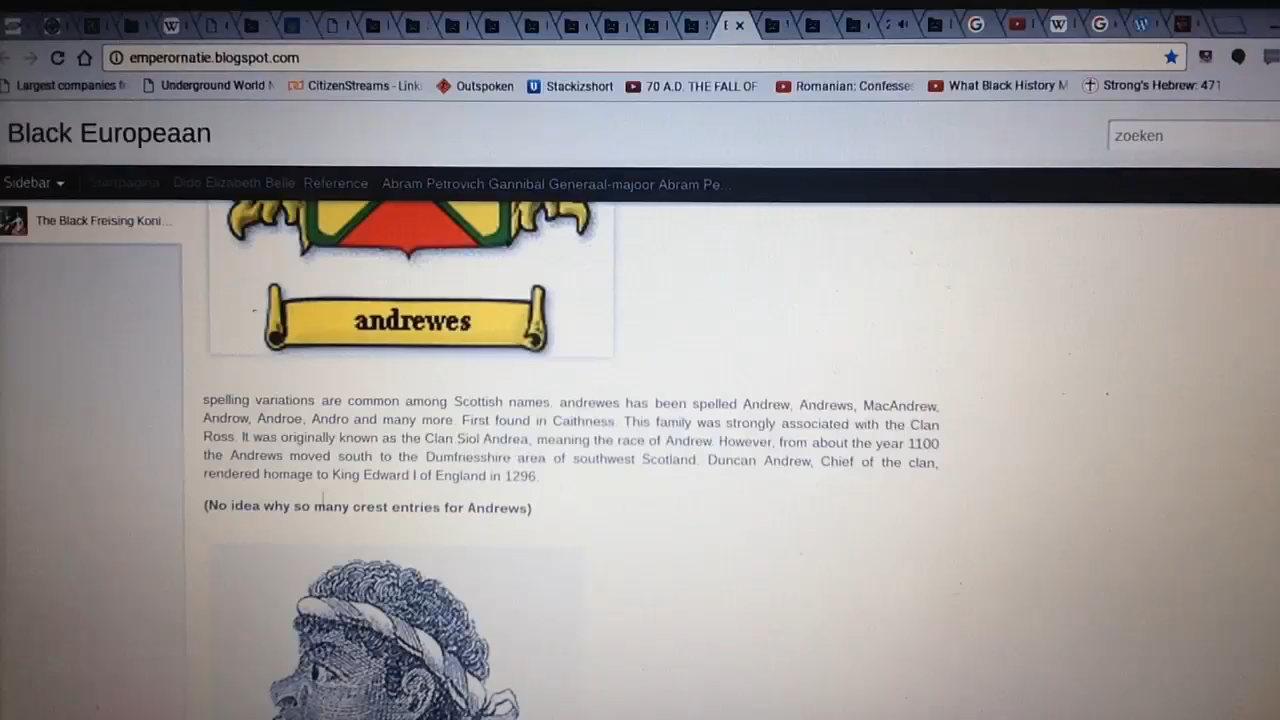 emperornatie.blogspot.com
Largest companies
Underground World
CitizenStreams - Link
Outspoken
Stackizshort
70 A.D. THE FALL OF
Romanian: Confesse
What Black History M
Strong's Hebrew: 471
Black Europeaan
zoeken
Sidebar
Startpagina
Dido Elizabeth Belle
Reference
Abram Petrovich Gannibal Generaal-majoor Abram Pe...
The Black Freising Koni...
andrewes
spelling variations are common among Scottish names. andrewes has been spelled Andrew, Andrews, MacAndrew,
Androw, Androe, Andro and many more. First found in Caithness. This family was strongly associated with the Clan
Ross. It was originally known as the Clan Siol Andrea, meaning the race of Andrew. However, from about the year 1100
the Andrews moved south to the Dumfriesshire area of southwest Scotland. Duncan Andrew, Chief of the clan,
rendered homage to King Edward I of England in 1296.
(No idea why so many crest entries for Andrews)